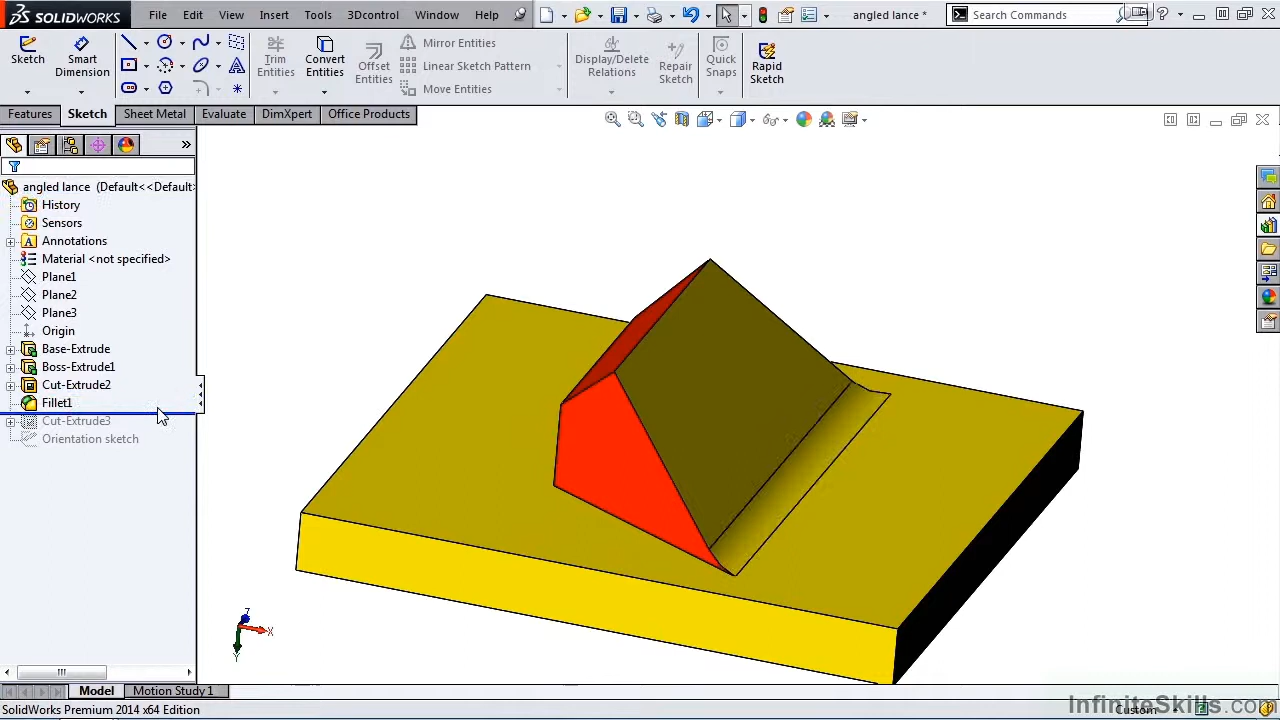 SOLIDWORKS File Edit View Insert Tools 3Dcontrol Window Help angled lance * Search Commands
Sketch Smart Dimension Trim Entities Convert Entities Offset Entities Mirror Entities Linear Sketch Pattern Move Entities Display/Delete Relations Repair Sketch Quick Snaps Rapid Sketch
Features Sketch Sheet Metal Evaluate DimXpert Office Products
angled lance (Default<<Default>
History
Sensors
Annotations
Material <not specified>
Plane1
Plane2
Plane3
Origin
Base-Extrude
Boss-Extrude1
Cut-Extrude2
Fillet1
Cut-Extrude3
Orientation sketch
Z
X
Y
Model Motion Study 1
SolidWorks Premium 2014 x64 Edition Custom
InfiniteSkills.com